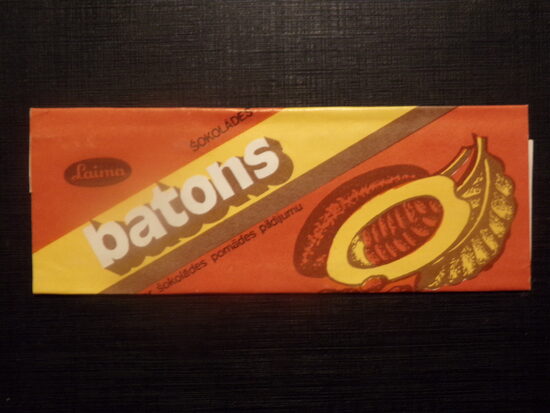 Laima
ŠOKOLĀDES
batons
šokolādes pomādes pildījumu